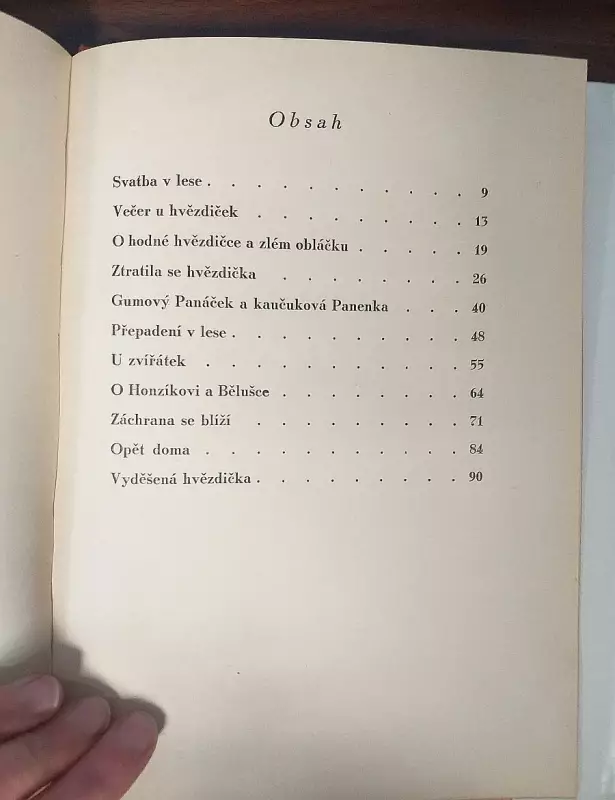 Obsah
Svatba v lese . . . . . . . . . . . 9
Večer u hvězdiček . . . . . . . . . 13
O hodné hvězdičce a zlém obláčku . . . . . 19
Ztratila se hvězdička . . . . . . . . 26
Gumový Panáček a kaučuková Panenka . . . 40
Přepadení v lese . . . . . . . . . . 48
U zvířátek . . . . . . . . . . . 55
O Honzíkovi a Bělušce . . . . . . . . 64
Záchrana se blíží . . . . . . . . . 71
Opět doma . . . . . . . . . . . 84
Vyděšená hvězdička . . . . . . . . . 90